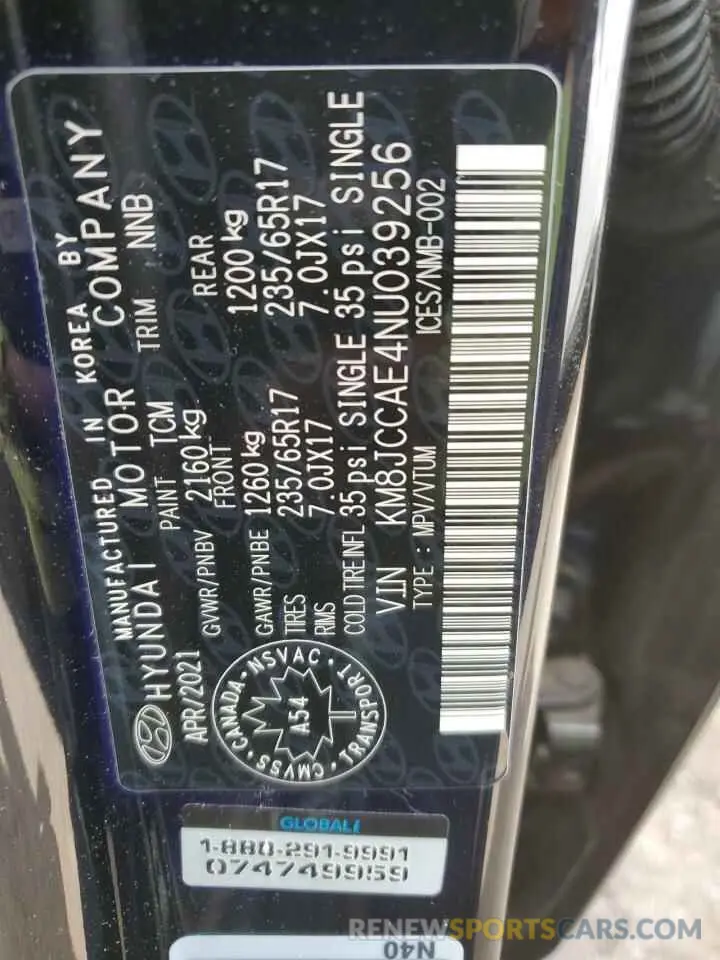 MANUFACTURED IN KOREA BY
HYUNDAI MOTOR COMPANY
APR/2021 PAINT TCM TRIM NNB
GVWR/PNBV 2160 kg
FRONT REAR
GAWR/PNBE 1260 kg 1200 kg
TIRES 235/65R17 235/65R17
RIMS 7.0JX17 7.0JX17
COLD TIRE INFL 35 psi SINGLE 35 psi SINGLE
VIN KM8JCCAE4NU039256
TYPE : MPV/VTUM ICES/NMB-002
CANADA - NSVAC - TRANSPORT - CMVSS
A54
GLOBALi
1-880-291-9991
074749959
N40
RENEWSPORTSCARS.COM